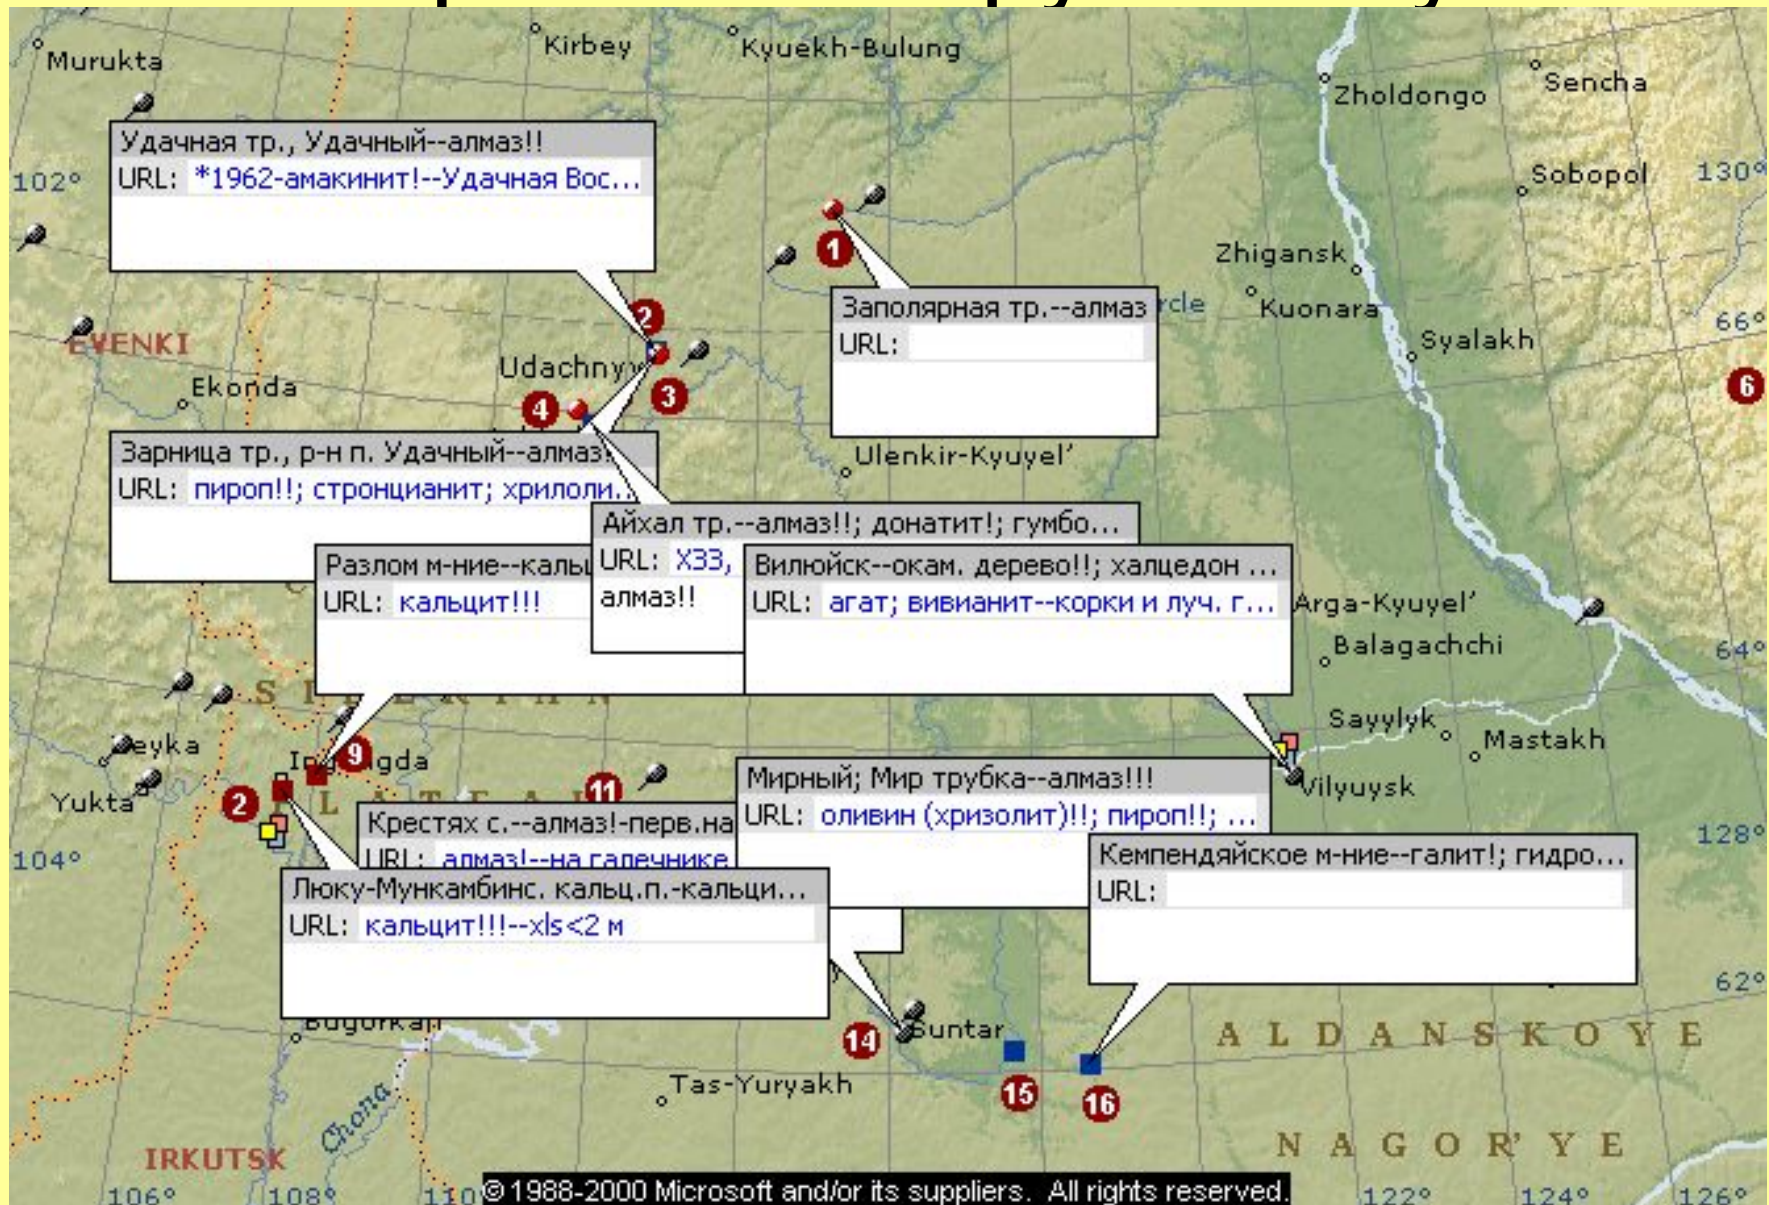 Murukta
Kirbey
Kyuekh-Bulung
Zholdongo
Sencha
Удачная тр., Удачный--алмаз!!
URL: *1962-амакинит!--Удачная Вос...
102°
Sobopol
130°
1
Zhigansk
Заполярная тр.--алмаз
URL:
rcle
Kuonara
66°
2
EVENKI
Syalakh
Udachnyy
Ekonda
3
4
6
Зарница тр., р-н п. Удачный--алмаз!
URL: пироп!!; стронцианит; хрилоли...
Ulenkir-Kyuyel’
Айхал тр.--алмаз!!; донатит!; гумбо...
URL: ХЗЗ,
алмаз!!
Разлом м-ние--каль
URL: кальцит!!!
Вилюйск--окам. дерево!!; халцедон ...
URL: агат; вивианит--корки и луч. г...
Arga-Kyuyel’
Balagachchi
64°
Sayylyk
Mastakh
9
Yukta
2
11
Мирный; Мир трубка--алмаз!!!
URL: оливин (хризолит)!!; пироп!!; ...
Vilyuysk
128°
Крестях с.--алмаз!-перв.на
URL: алмаз!--на галечнике
104°
Кемпендяйское м-ние--галит!; гидро...
URL:
Люку-Мункамбинс. кальц.п.-кальци...
URL: кальцит!!!--xls<2 м
62°
14
Suntar
ALDANSKOYE
Tas-Yuryakh
15
16
Chona
NAGOR’YE
IRKUTSK
106°
108°
110°
© 1988-2000 Microsoft and/or its suppliers. All rights reserved.
122°
124°
126°